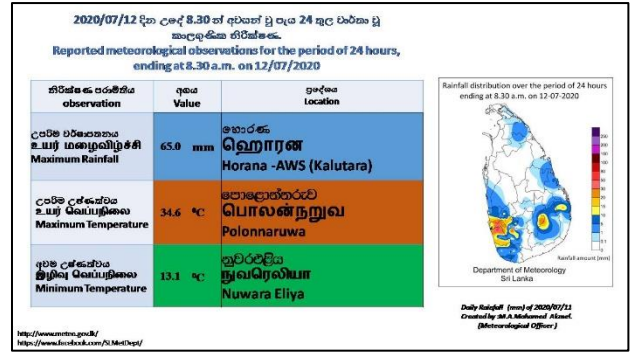 2020/07/12 දින උදේ 8.30 න් අවසන් වූ පැය 24 තුල වාර්තා වූ
කාලගුණික නිරීක්ෂණ.
Reported meteorological observations for the period of 24 hours,
ending at 8.30 a.m. on 12/07/2020
නිරීක්ෂණ පරාමිතිය
observation
අගය
Value
ප්‍රදේශය
Location
උපරිම වර්ෂාපතනය
உயர் மழைவீழ்ச்சி
Maximum Rainfall
65.0 mm
හොරණ
ஹொரன
Horana -AWS (Kalutara)
උපරිම උෂ්ණත්වය
உயர் வெப்பநிலை
Maximum Temperature
34.6 °C
පොළොන්නරුව
பொலன்நறுவ
Polonnaruwa
අවම උෂ්ණත්වය
இழிவு வெப்பநிலை
Minimum Temperature
13.1 °C
නුවරඑළිය
நுவரெலியா
Nuwara Eliya
Rainfall distribution over the period of 24 hours
ending at 8.30 a.m. on 12-07-2020
Rainfall amount (mm)
Department of Meteorology
Sri Lanka
Daily Rainfall (mm) of 2020/07/11
Created by :M.A.Mohamed Akmel.
(Meteorological Officer )
http://www.meteo.gov.lk/
https://www.facebook.com/SLMetDept/